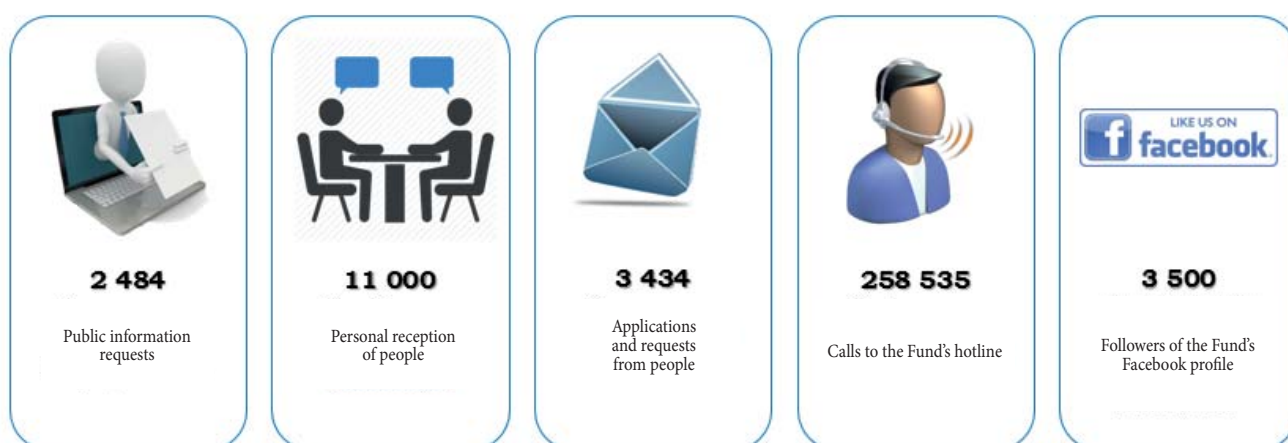 LIKE US ON
facebook
2 484
Public information
requests
11 000
Personal reception
of people
3 434
Applications
and requests
from people
258 535
Calls to the Fund's hotline
3 500
Followers of the Fund's
Facebook profile